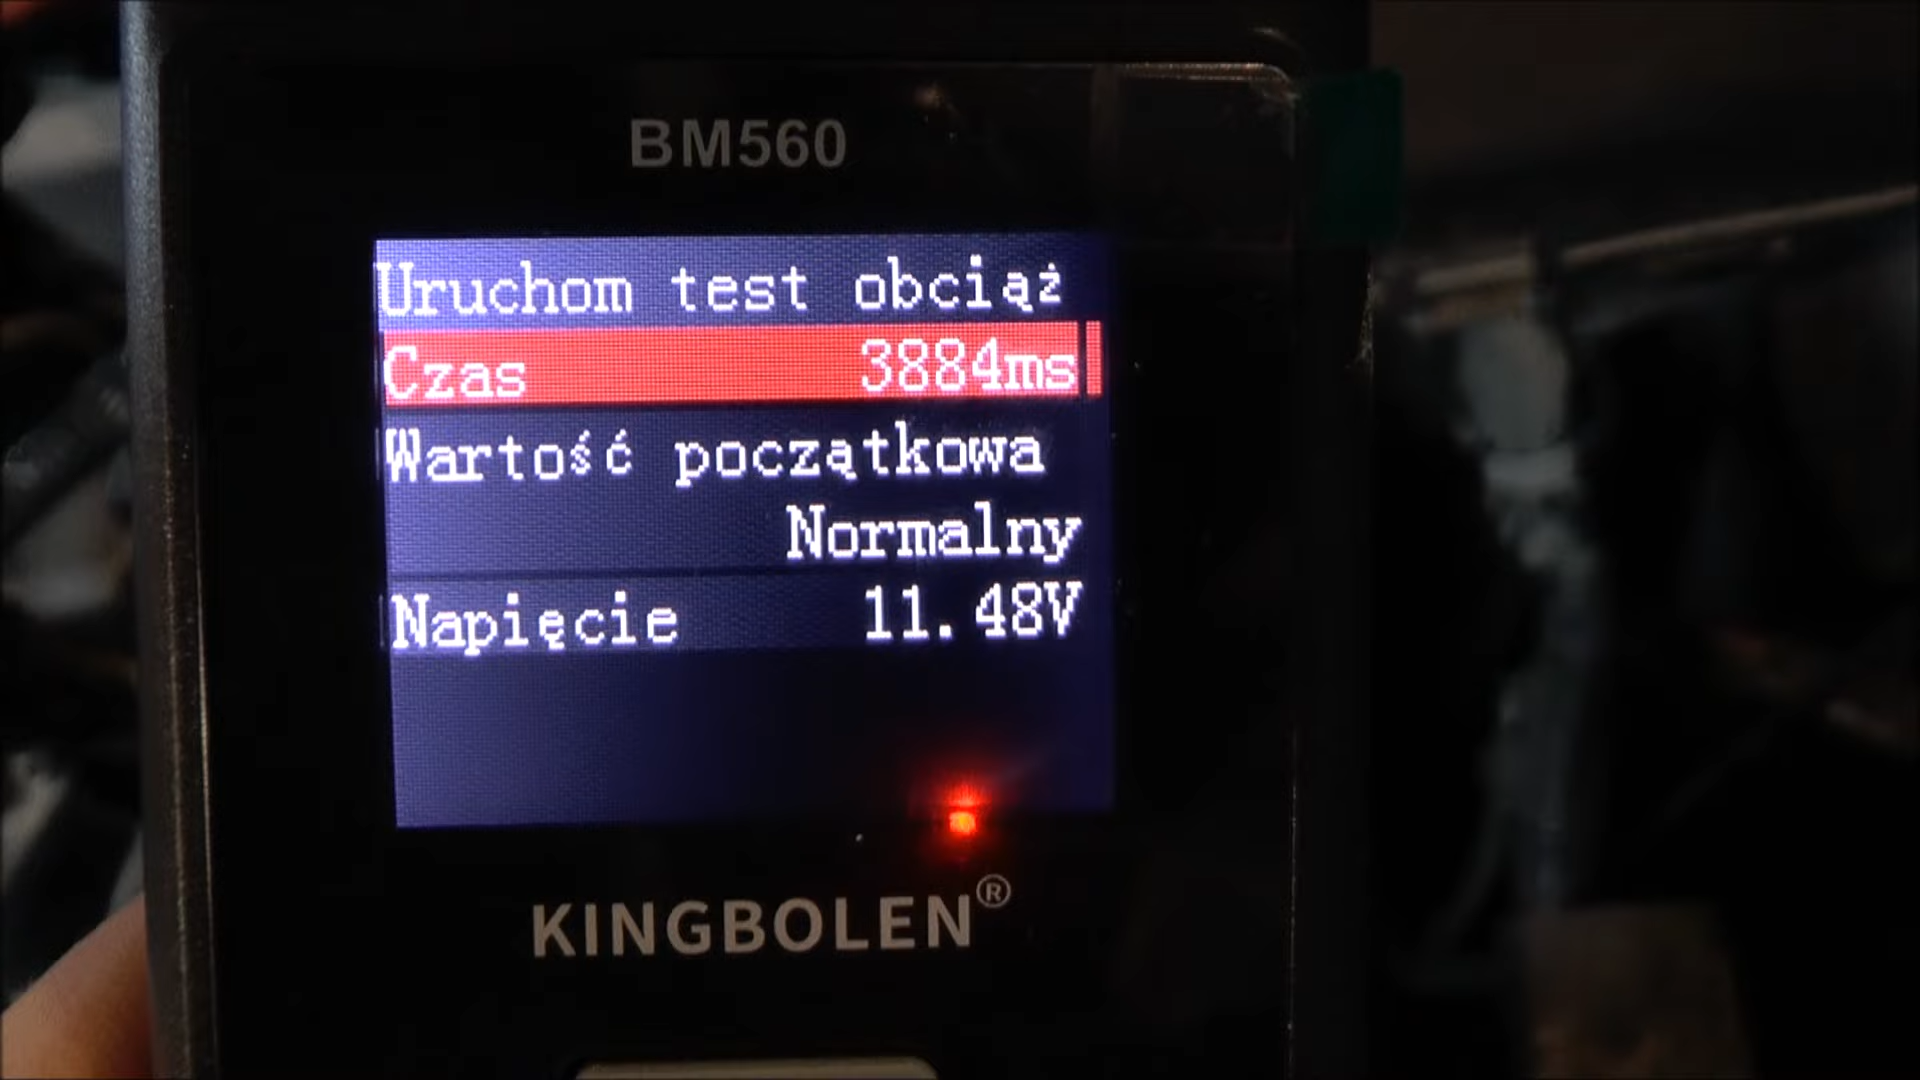 BM560
Uruchom test obciąż
Czas 3884ms
Wartość początkowa
Normalny
Napięcie 11.48V
KINGBOLEN®